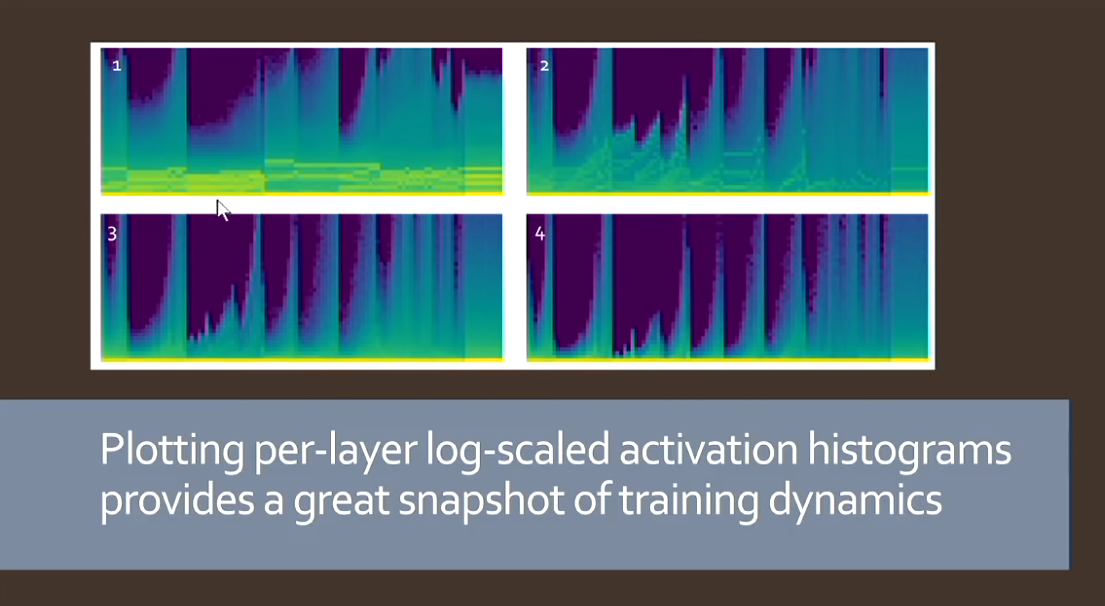 1
2
3
4
Plotting per-layer log-scaled activation histograms
provides a great snapshot of training dynamics